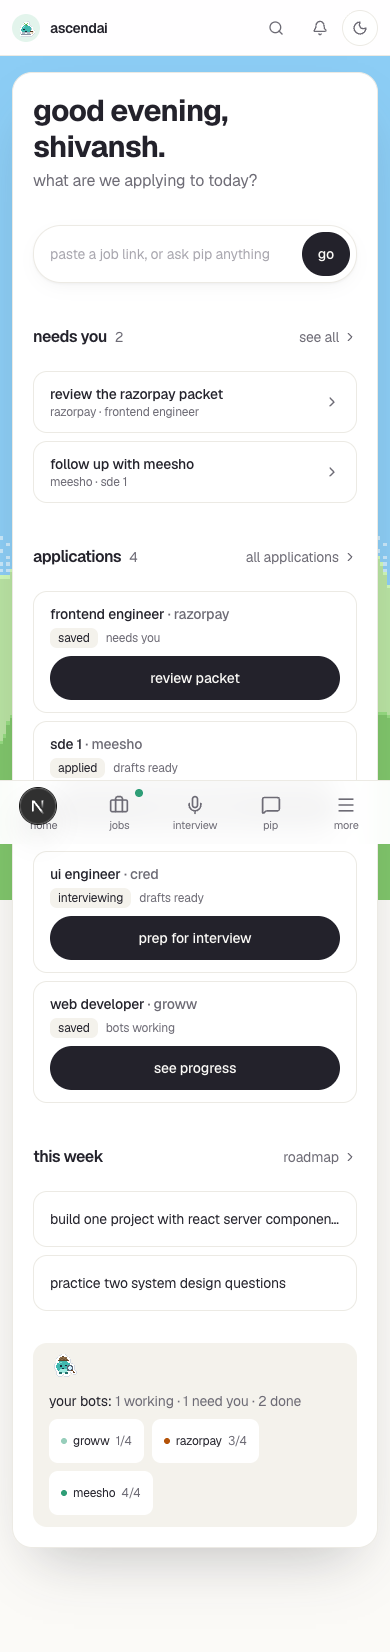 ascendai
good evening,
shivansh.
what are we applying to today?
paste a job link, or ask pip anything
go
needs you 2
see all
review the razorpay packet
razorpay · frontend engineer
follow up with meesho
meesho · sde 1
applications 4
all applications
frontend engineer · razorpay
saved needs you
review packet
sde 1 · meesho
applied drafts ready
N
home
jobs
interview
pip
more
ui engineer · cred
interviewing drafts ready
prep for interview
web developer · groww
saved bots working
see progress
this week
roadmap
build one project with react server componen...
practice two system design questions
your bots: 1 working · 1 need you · 2 done
groww 1/4
razorpay 3/4
meesho 4/4